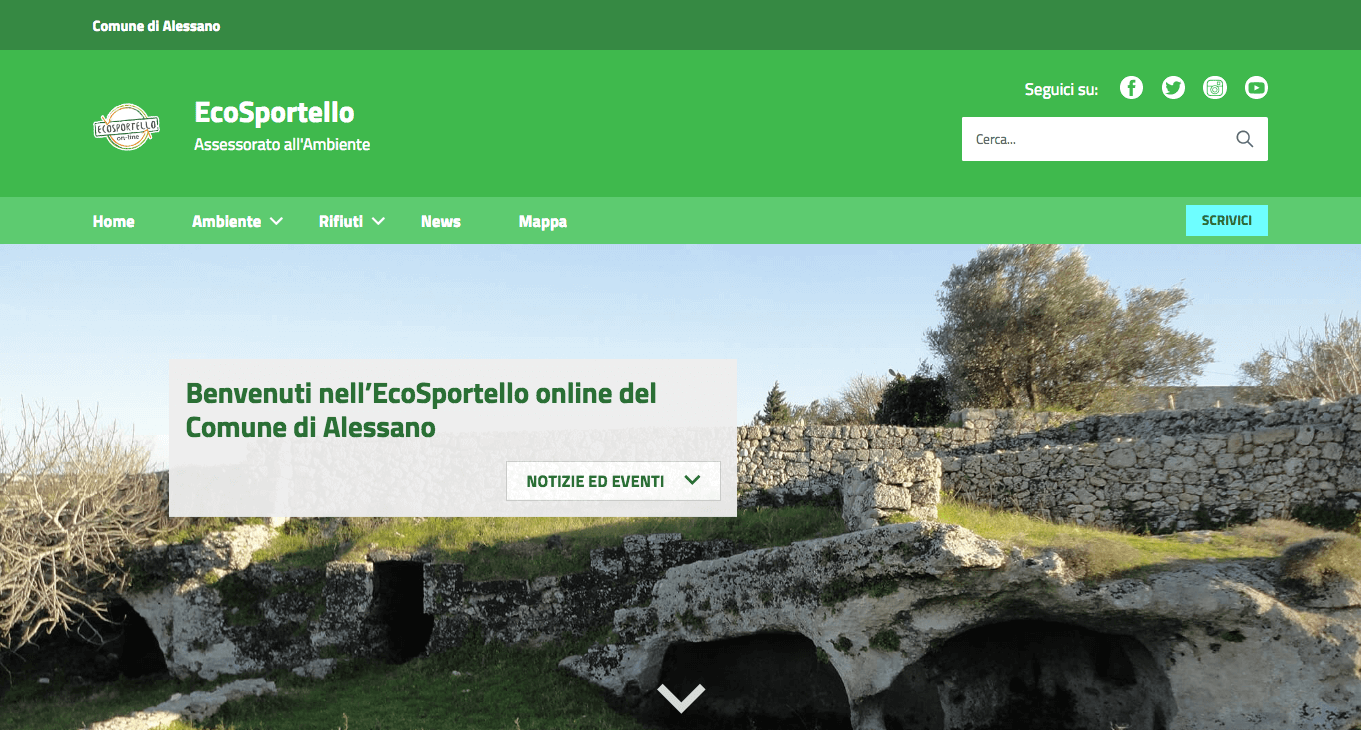 Comune di Alessano
Seguici su:
ECOSPORTELLO!
on-line
EcoSportello
Assessorato all'Ambiente
Cerca...
Home Ambiente Rifiuti News Mappa SCRIVICI
Benvenuti nell’EcoSportello online del
Comune di Alessano
NOTIZIE ED EVENTI